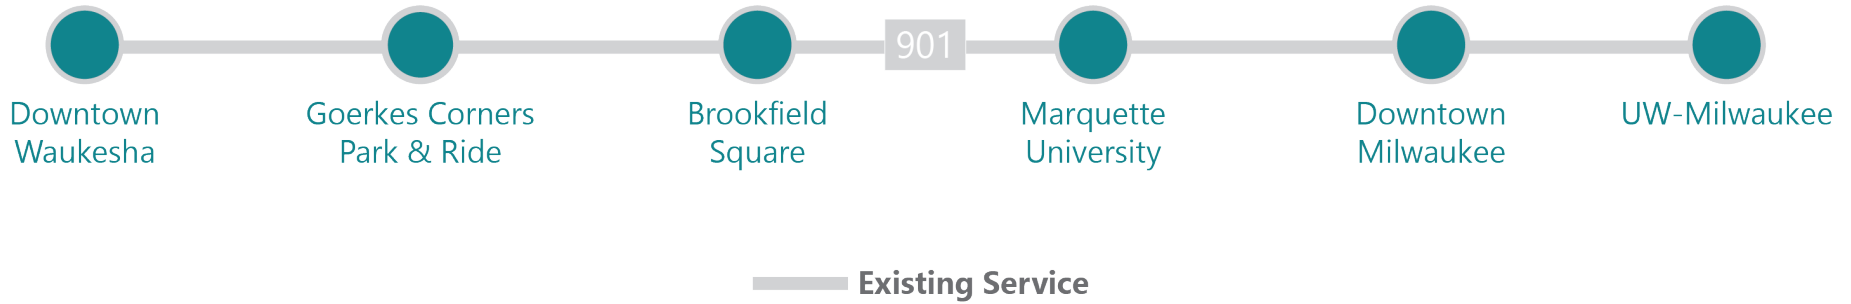 901
Downtown
Waukesha
Goerkes Corners
Park & Ride
Brookfield
Square
Marquette
University
Downtown
Milwaukee
UW-Milwaukee
Existing Service